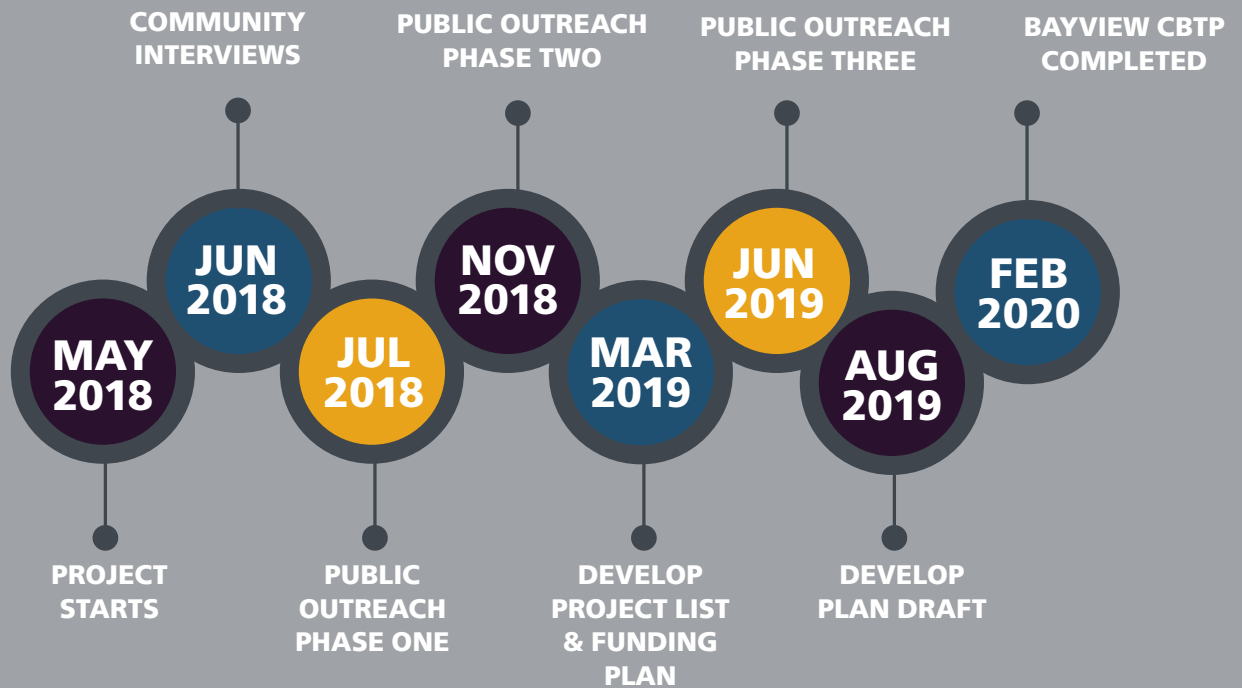 COMMUNITY
INTERVIEWS
PUBLIC OUTREACH
PHASE TWO
PUBLIC OUTREACH
PHASE THREE
BAYVIEW CBTP
COMPLETED
MAY
2018
JUN
2018
JUL
2018
NOV
2018
MAR
2019
JUN
2019
AUG
2019
FEB
2020
PROJECT
STARTS
PUBLIC
OUTREACH
PHASE ONE
DEVELOP
PROJECT LIST
& FUNDING
PLAN
DEVELOP
PLAN DRAFT